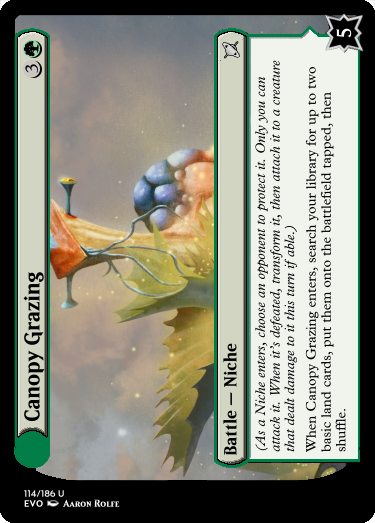 Canopy Grazing
3
Battle — Niche
(As a Niche enters, choose an opponent to protect it. Only you can
attack it. When it's defeated, transform it, then attach it to a creature
that dealt damage to it this turn if able.)
When Canopy Grazing enters, search your library for up to two
basic land cards, put them onto the battlefield tapped, then
shuffle.
5
114/186 U
EVO Aaron Rolfe